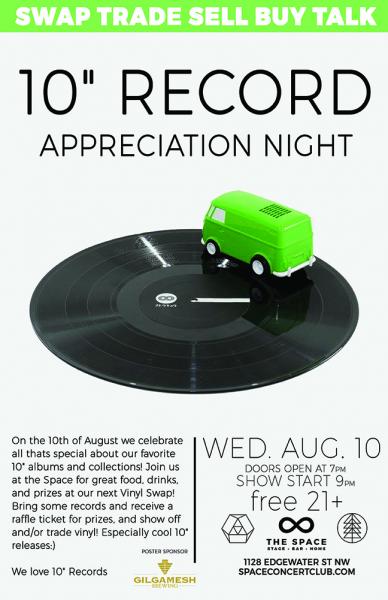 SWAP TRADE SELL BUY TALK
10" RECORD
APPRECIATION NIGHT
On the 10th of August we celebrate
all thats special about our favorite
10" albums and collections! Join us
at the Space for great food, drinks,
and prizes at our next Vinyl Swap!
Bring some records and receive a
raffle ticket for prizes, and show off
and/or trade vinyl! Especially cool 10"
releases:)
We love 10" Records
POSTER SPONSOR
GILGAMESH
BREWING
WED. AUG. 10
DOORS OPEN AT 7PM
SHOW START 9PM
free 21+
THE SPACE
STAGE • BAR • HOME
1128 EDGEWATER ST NW
SPACECONCERTCLUB.COM